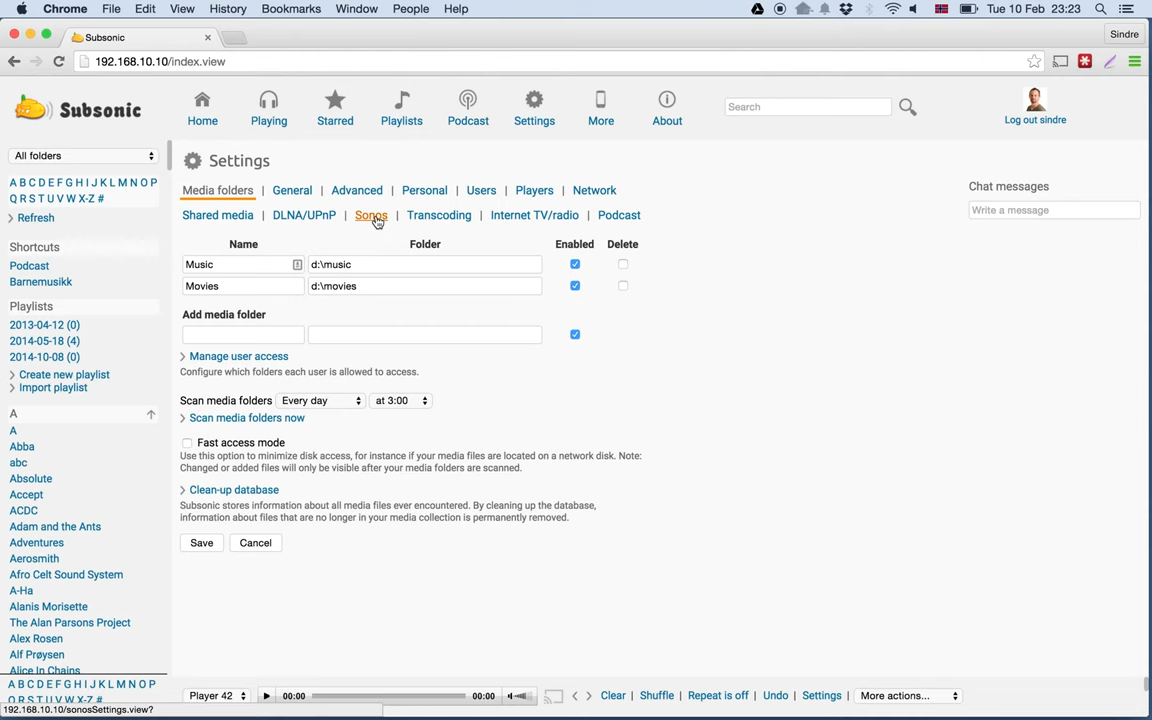 Chrome File Edit View History Bookmarks Window People Help Tue 10 Feb 23:23
Subsonic Sindre
192.168.10.10/index.view
Subsonic Home Playing Starred Playlists Podcast Settings More About Search Log out sindre
All folders
A B C D E F G H I J K L M N O P
Q R S T U V W X-Z #
Refresh
Shortcuts
Podcast
Barnemusikk
Playlists
2013-04-12 (0)
2014-05-18 (4)
2014-10-08 (0)
Create new playlist
Import playlist
A
A
Abba
abc
Absolute
Accept
ACDC
Adam and the Ants
Adventures
Aerosmith
Afro Celt Sound System
A-Ha
Alanis Morisette
The Alan Parsons Project
Alex Rosen
Alf Prøysen
Alice In Chains
A B C D E F G H I J K L M N O P
Q R S T U V W X-Z #
192.168.10.10/sonosSettings.view?
Settings
Media folders | General | Advanced | Personal | Users | Players | Network
Shared media | DLNA/UPnP | Sonos | Transcoding | Internet TV/radio | Podcast
Name Folder Enabled Delete
Music d:\music
Movies d:\movies
Add media folder
Manage user access
Configure which folders each user is allowed to access.
Scan media folders Every day at 3:00
Scan media folders now
Fast access mode
Use this option to minimize disk access, for instance if your media files are located on a network disk. Note:
Changed or added files will only be visible after your media folders are scanned.
Clean-up database
Subsonic stores information about all media files ever encountered. By cleaning up the database,
information about files that are no longer in your media collection is permanently removed.
Save Cancel
Chat messages
Write a message
Player 42 00:00 00:00 Clear | Shuffle | Repeat is off | Undo | Settings | More actions...